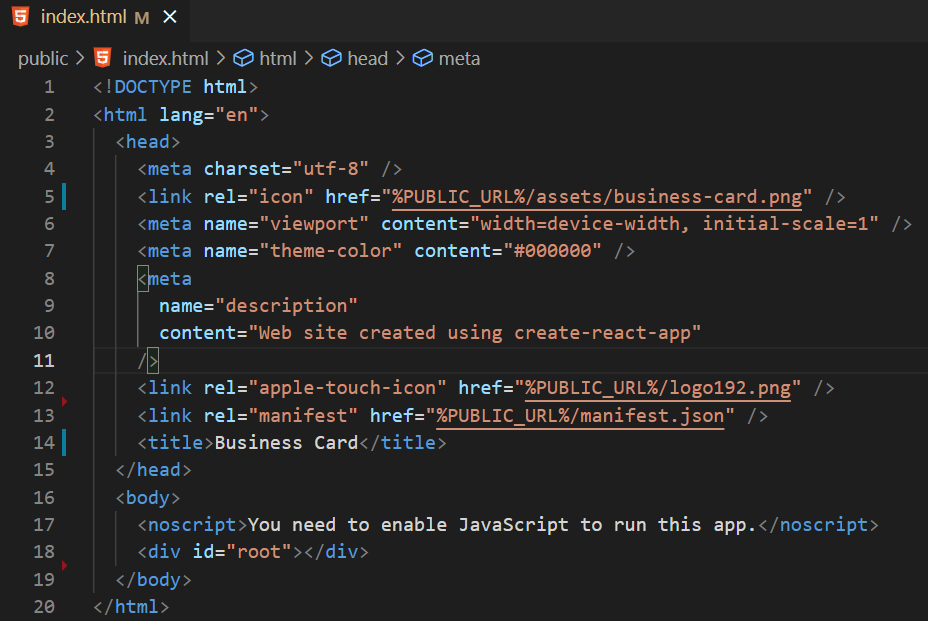 index.html M
public > index.html > html > head > meta
1 <!DOCTYPE html>
2 <html lang="en">
3 <head>
4 <meta charset="utf-8" />
5 <link rel="icon" href="%PUBLIC_URL%/assets/business-card.png" />
6 <meta name="viewport" content="width=device-width, initial-scale=1" />
7 <meta name="theme-color" content="#000000" />
8 <meta
9 name="description"
10 content="Web site created using create-react-app"
11 />
12 <link rel="apple-touch-icon" href="%PUBLIC_URL%/logo192.png" />
13 <link rel="manifest" href="%PUBLIC_URL%/manifest.json" />
14 <title>Business Card</title>
15 </head>
16 <body>
17 <noscript>You need to enable JavaScript to run this app.</noscript>
18 <div id="root"></div>
19 </body>
20 </html>